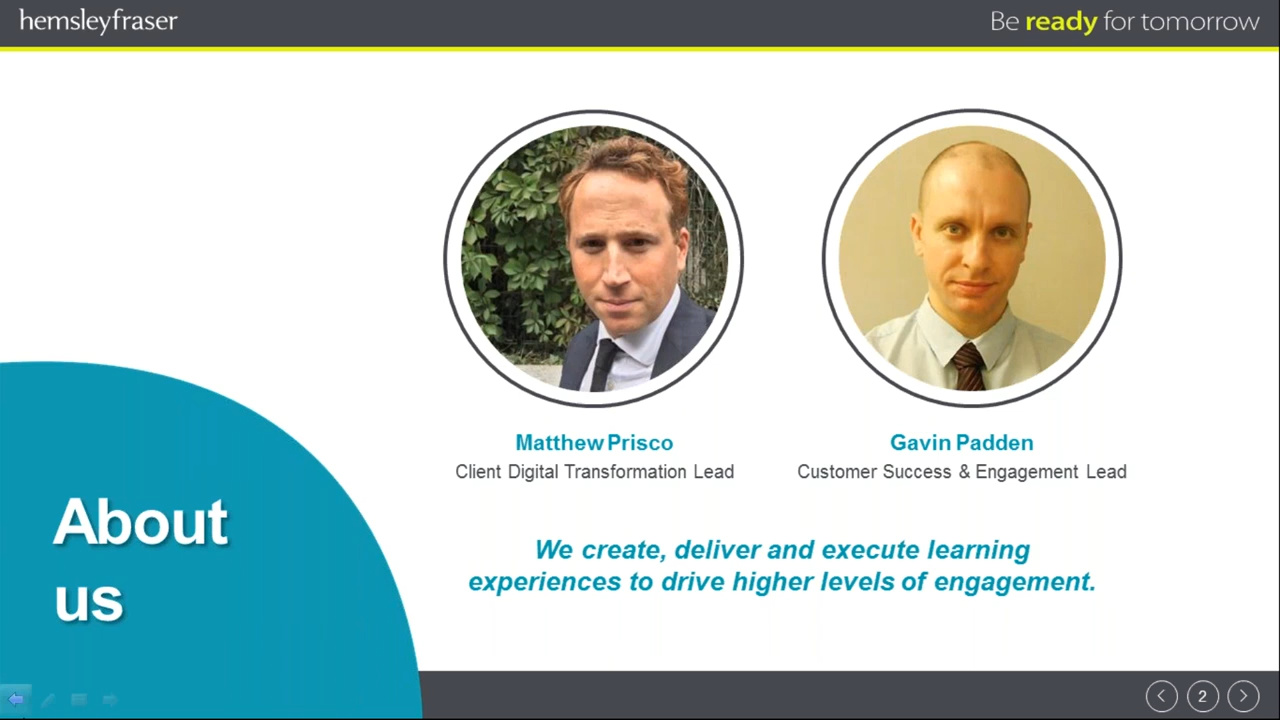 hemsleyfraser
Be ready for tomorrow
Matthew Prisco
Client Digital Transformation Lead
Gavin Padden
Customer Success & Engagement Lead
We create, deliver and execute learning
experiences to drive higher levels of engagement.
About
us
2